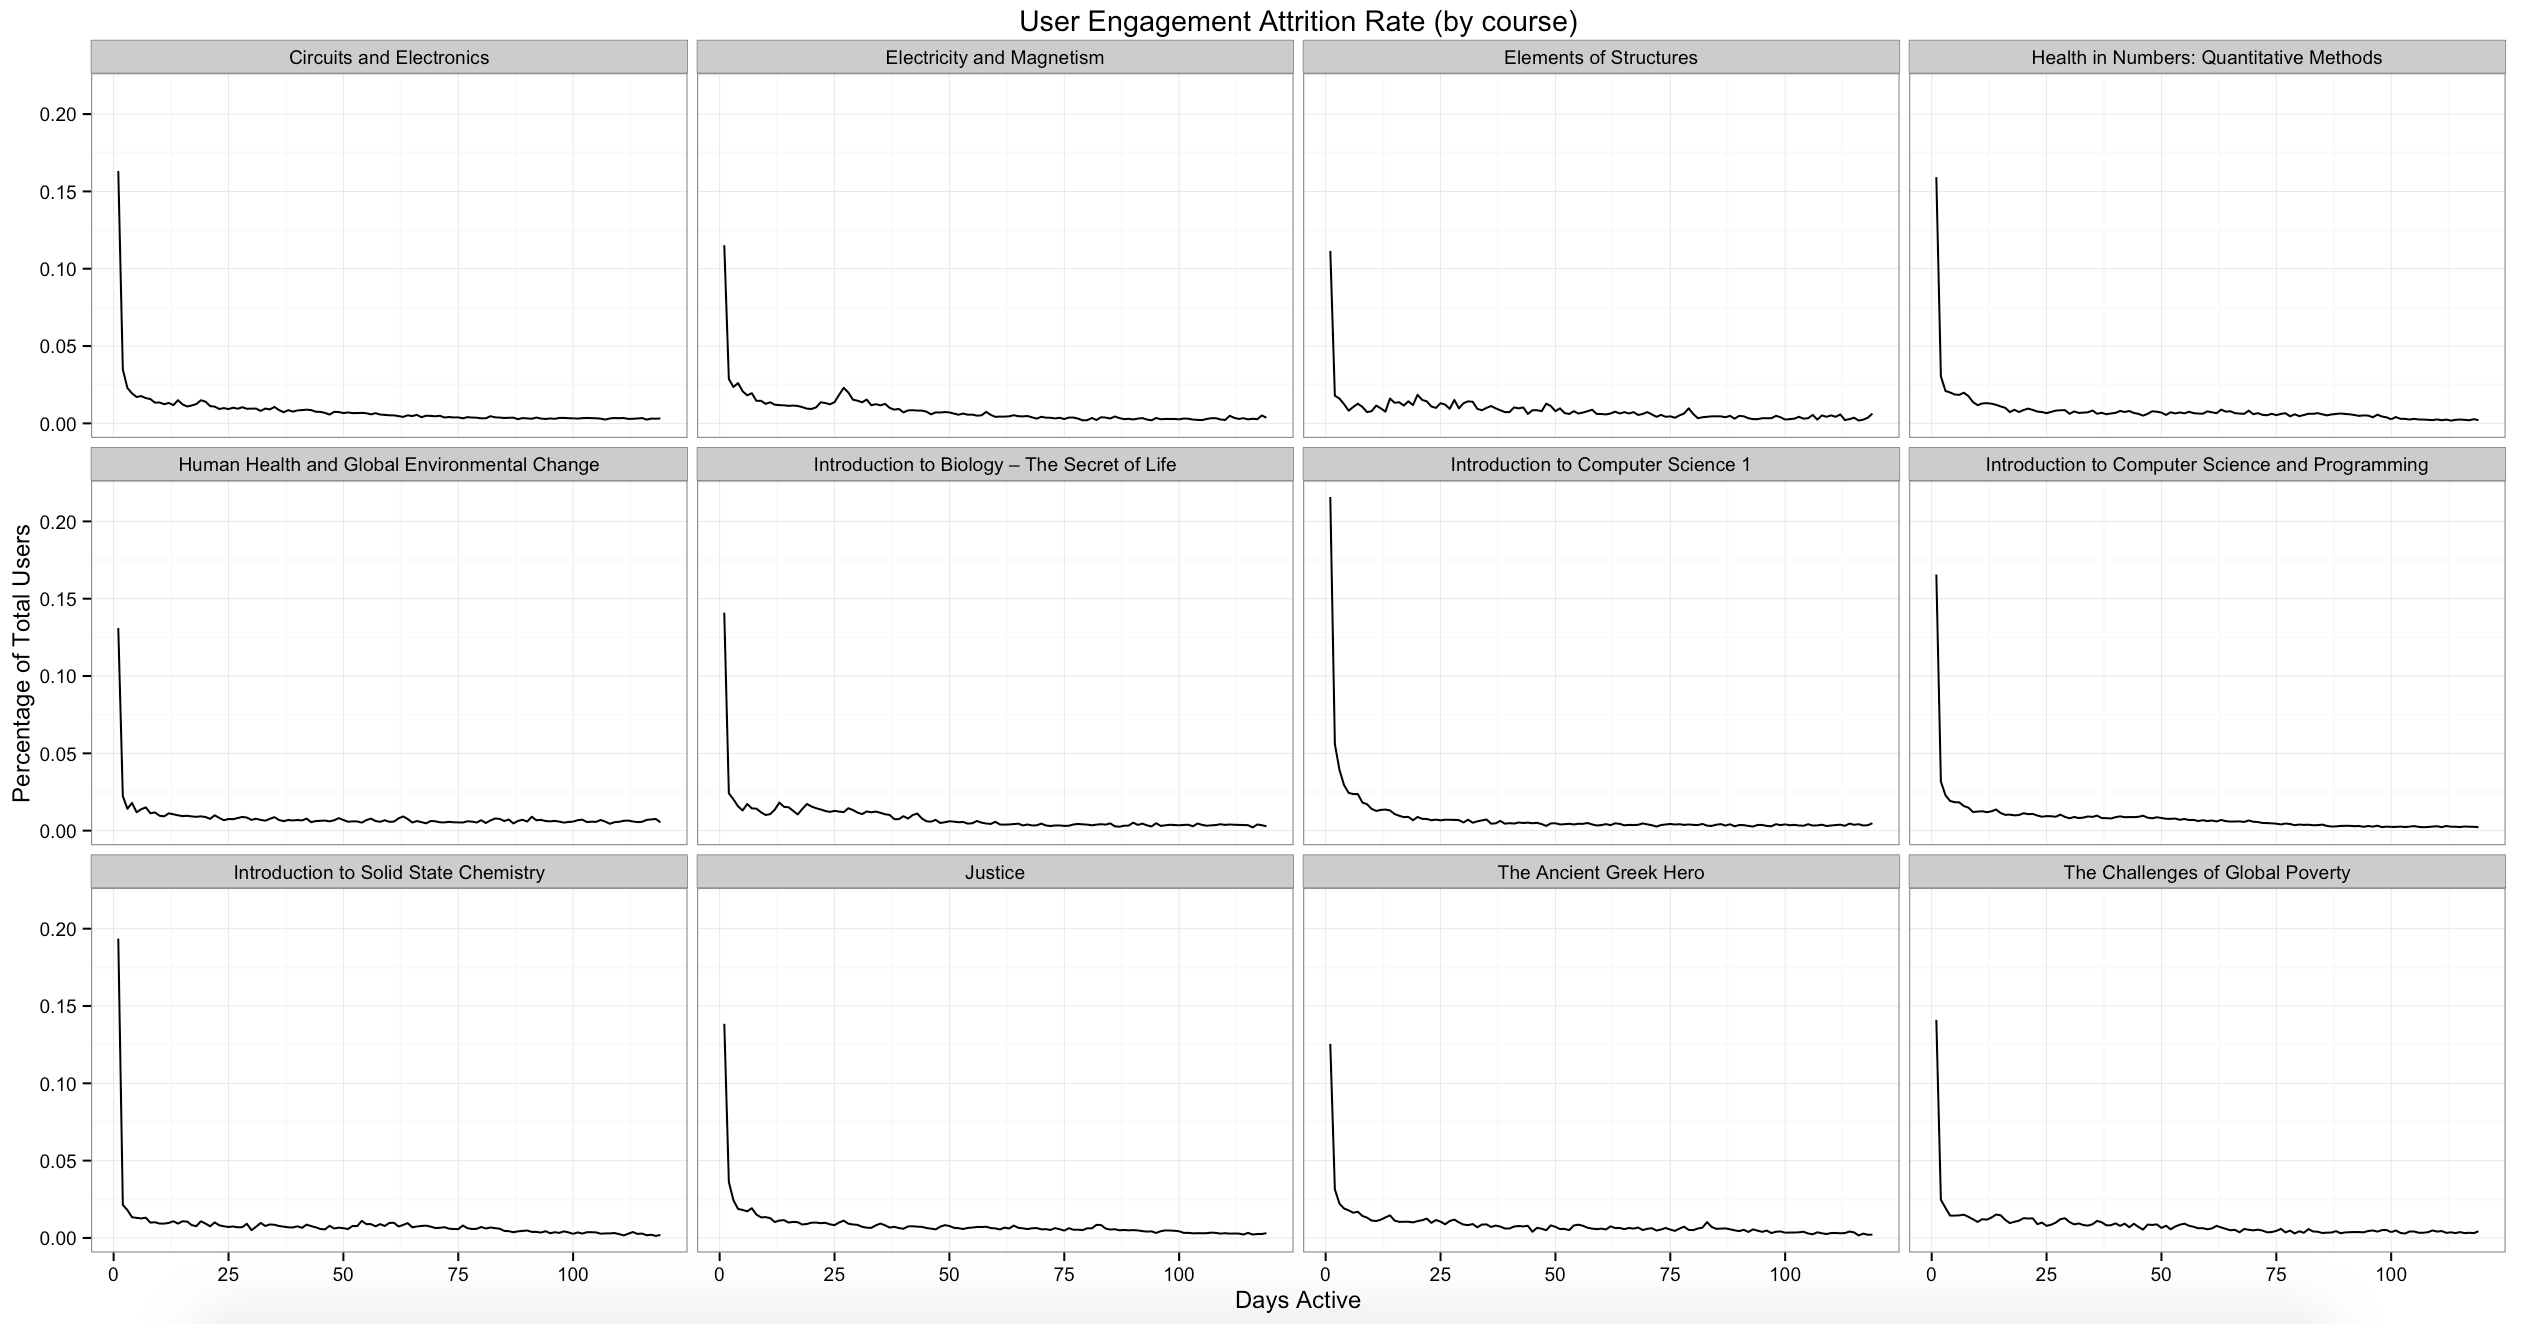 User Engagement Attrition Rate (by course)
Circuits and Electronics
Electricity and Magnetism
Elements of Structures
Health in Numbers: Quantitative Methods
0.20
0.15
0.10
0.05
0.00
Human Health and Global Environmental Change
Introduction to Biology – The Secret of Life
Introduction to Computer Science 1
Introduction to Computer Science and Programming
Percentage of Total Users
0.20
0.15
0.10
0.05
0.00
Introduction to Solid State Chemistry
Justice
The Ancient Greek Hero
The Challenges of Global Poverty
0.20
0.15
0.10
0.05
0.00
0 25 50 75 100 0 25 50 75 100 0 25 50 75 100 0 25 50 75 100
Days Active